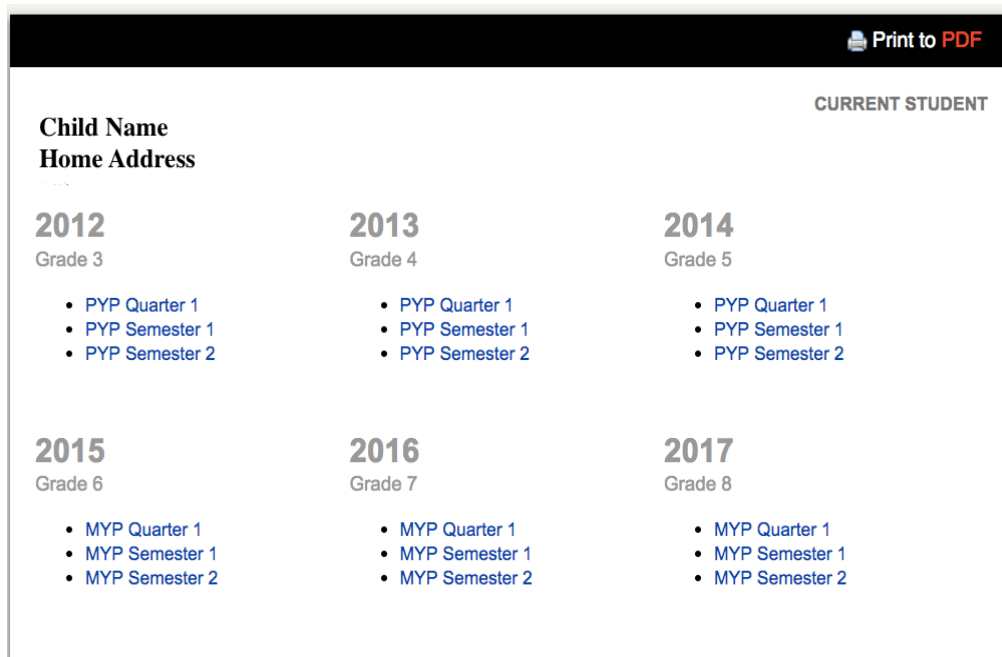 Print to PDF
CURRENT STUDENT
Child Name
Home Address
2012
Grade 3
• PYP Quarter 1
• PYP Semester 1
• PYP Semester 2
2013
Grade 4
• PYP Quarter 1
• PYP Semester 1
• PYP Semester 2
2014
Grade 5
• PYP Quarter 1
• PYP Semester 1
• PYP Semester 2
2015
Grade 6
• MYP Quarter 1
• MYP Semester 1
• MYP Semester 2
2016
Grade 7
• MYP Quarter 1
• MYP Semester 1
• MYP Semester 2
2017
Grade 8
• MYP Quarter 1
• MYP Semester 1
• MYP Semester 2